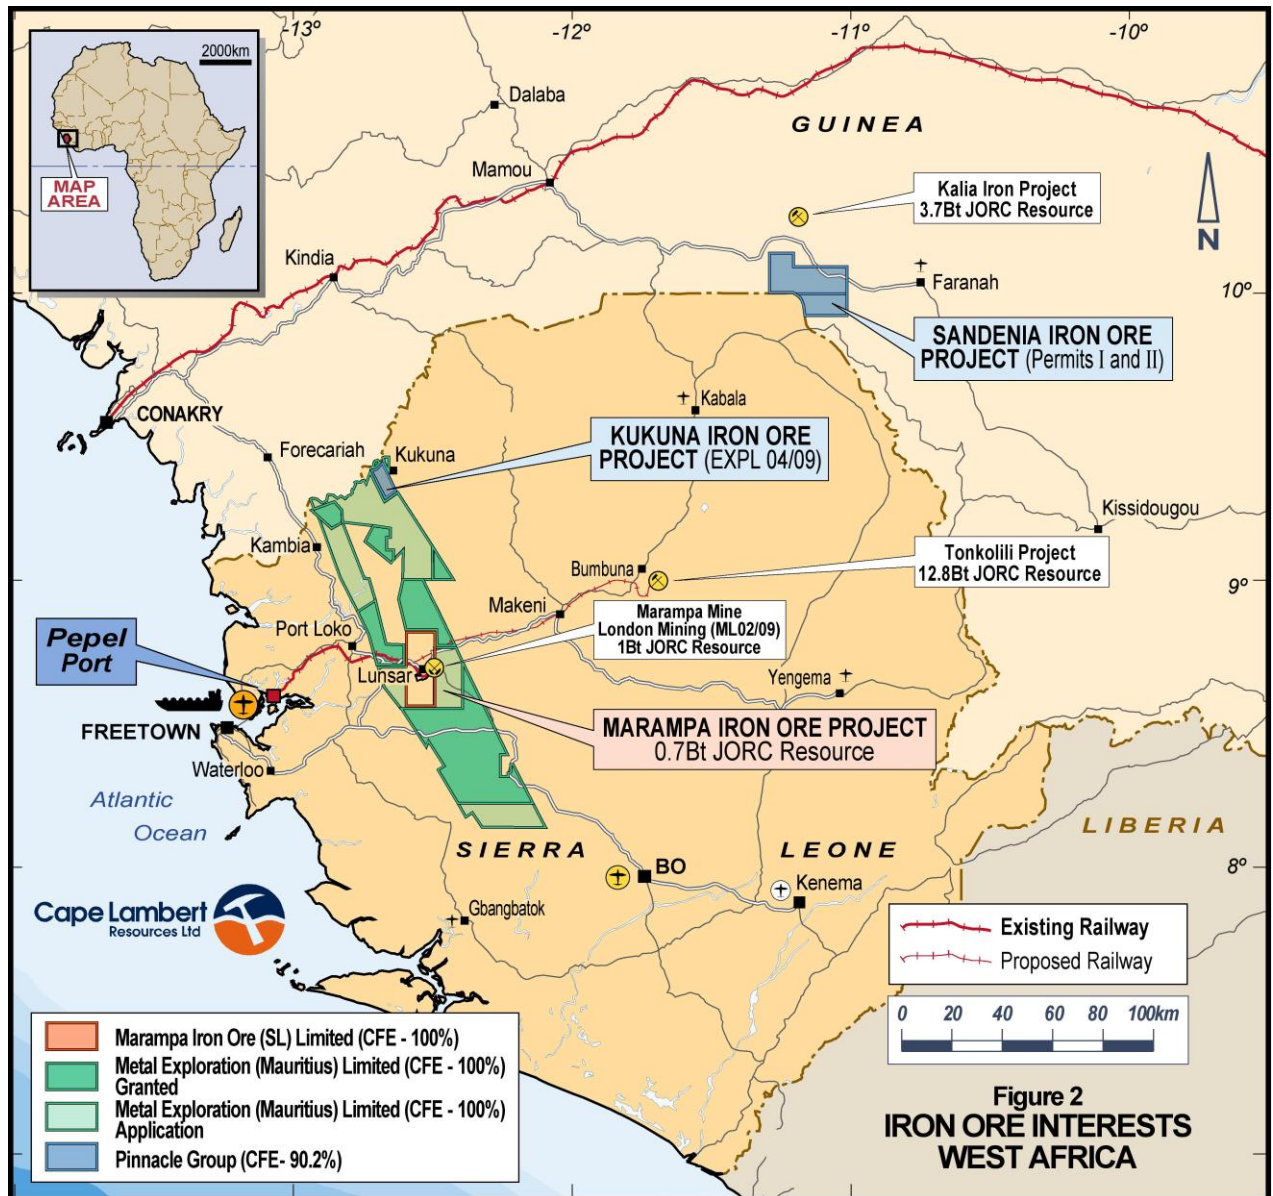 -13º
-12º
-11º
-10º
2000km
MAP
AREA
Dalaba
GUINEA
Mamou
Kalia Iron Project
3.7Bt JORC Resource
N
Kindia
Faranah
10º
SANDENIA IRON ORE
PROJECT (Permits I and II)
CONAKRY
Kabala
Forecariah
Kukuna
KUKUNA IRON ORE
PROJECT (EXPL 04/09)
Kissidougou
Kambia
Bumbuna
Tonkolili Project
12.8Bt JORC Resource
9º
Makeni
Marampa Mine
London Mining (ML02/09)
1Bt JORC Resource
Port Loko
Pepel
Port
Lunsar
Yengema
FREETOWN
MARAMPA IRON ORE PROJECT
0.7Bt JORC Resource
Waterloo
Atlantic
Ocean
LIBERIA
SIERRA LEONE
8º
BO
Kenema
Cape Lambert
Resources Ltd
Gbangbatok
Existing Railway
Proposed Railway
0 20 40 60 80 100km
Marampa Iron Ore (SL) Limited (CFE - 100%)
Metal Exploration (Mauritius) Limited (CFE - 100%)
Granted
Metal Exploration (Mauritius) Limited (CFE - 100%)
Application
Pinnacle Group (CFE- 90.2%)
Figure 2
IRON ORE INTERESTS
WEST AFRICA